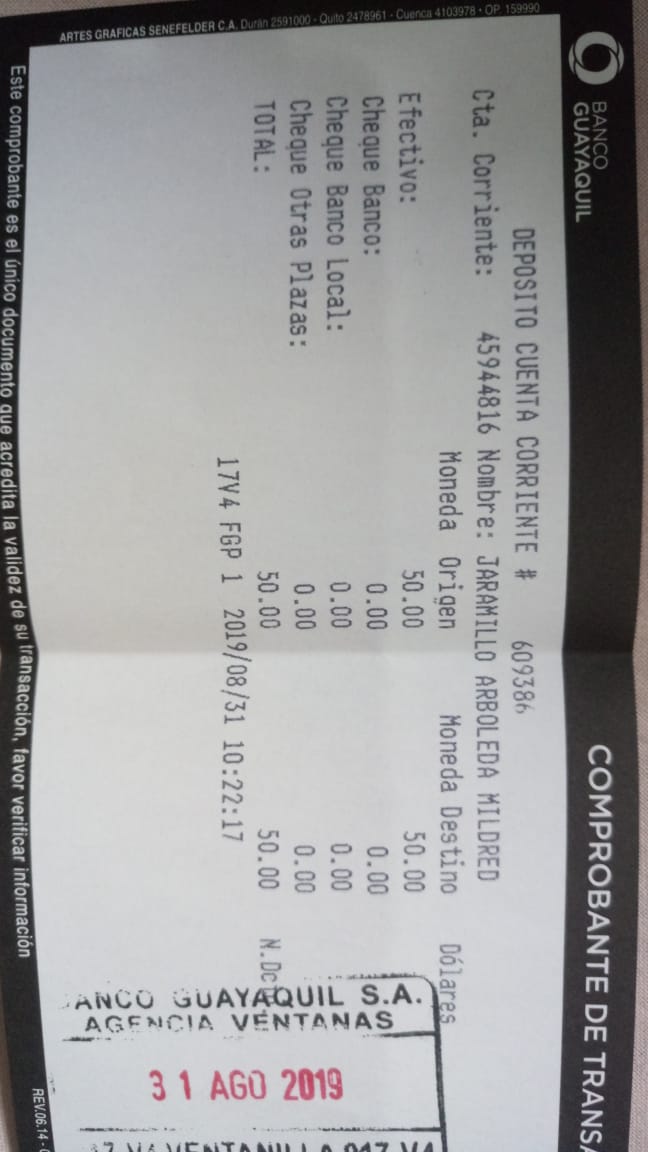 BANCO
GUAYAQUIL
COMPROBANTE DE TRANSA
DEPOSITO CUENTA CORRIENTE # 609386
Cta. Corriente: 45944816 Nombre: JARAMILLO ARBOLEDA MILDRED
Moneda Origen Moneda Destino Dólares
Efectivo: 50.00 50.00
Cheque Banco: 0.00 0.00
Cheque Banco Local: 0.00 0.00
Cheque Otras Plazas: 0.00 0.00
TOTAL: 50.00 50.00 N.Dct
17V4 FGP 1 2019/08/31 10:22:17
ANCO GUAYAQUIL S.A.
AGENCIA VENTANAS
31 AGO 2019
Este comprobante es el único documento que acredita la validez de su transacción, favor verificar información
REV.06.14 -
ARTES GRAFICAS SENEFELDER C.A. Durán 2591000 - Quito 2478961 - Cuenca 4103978 - OP. 159990